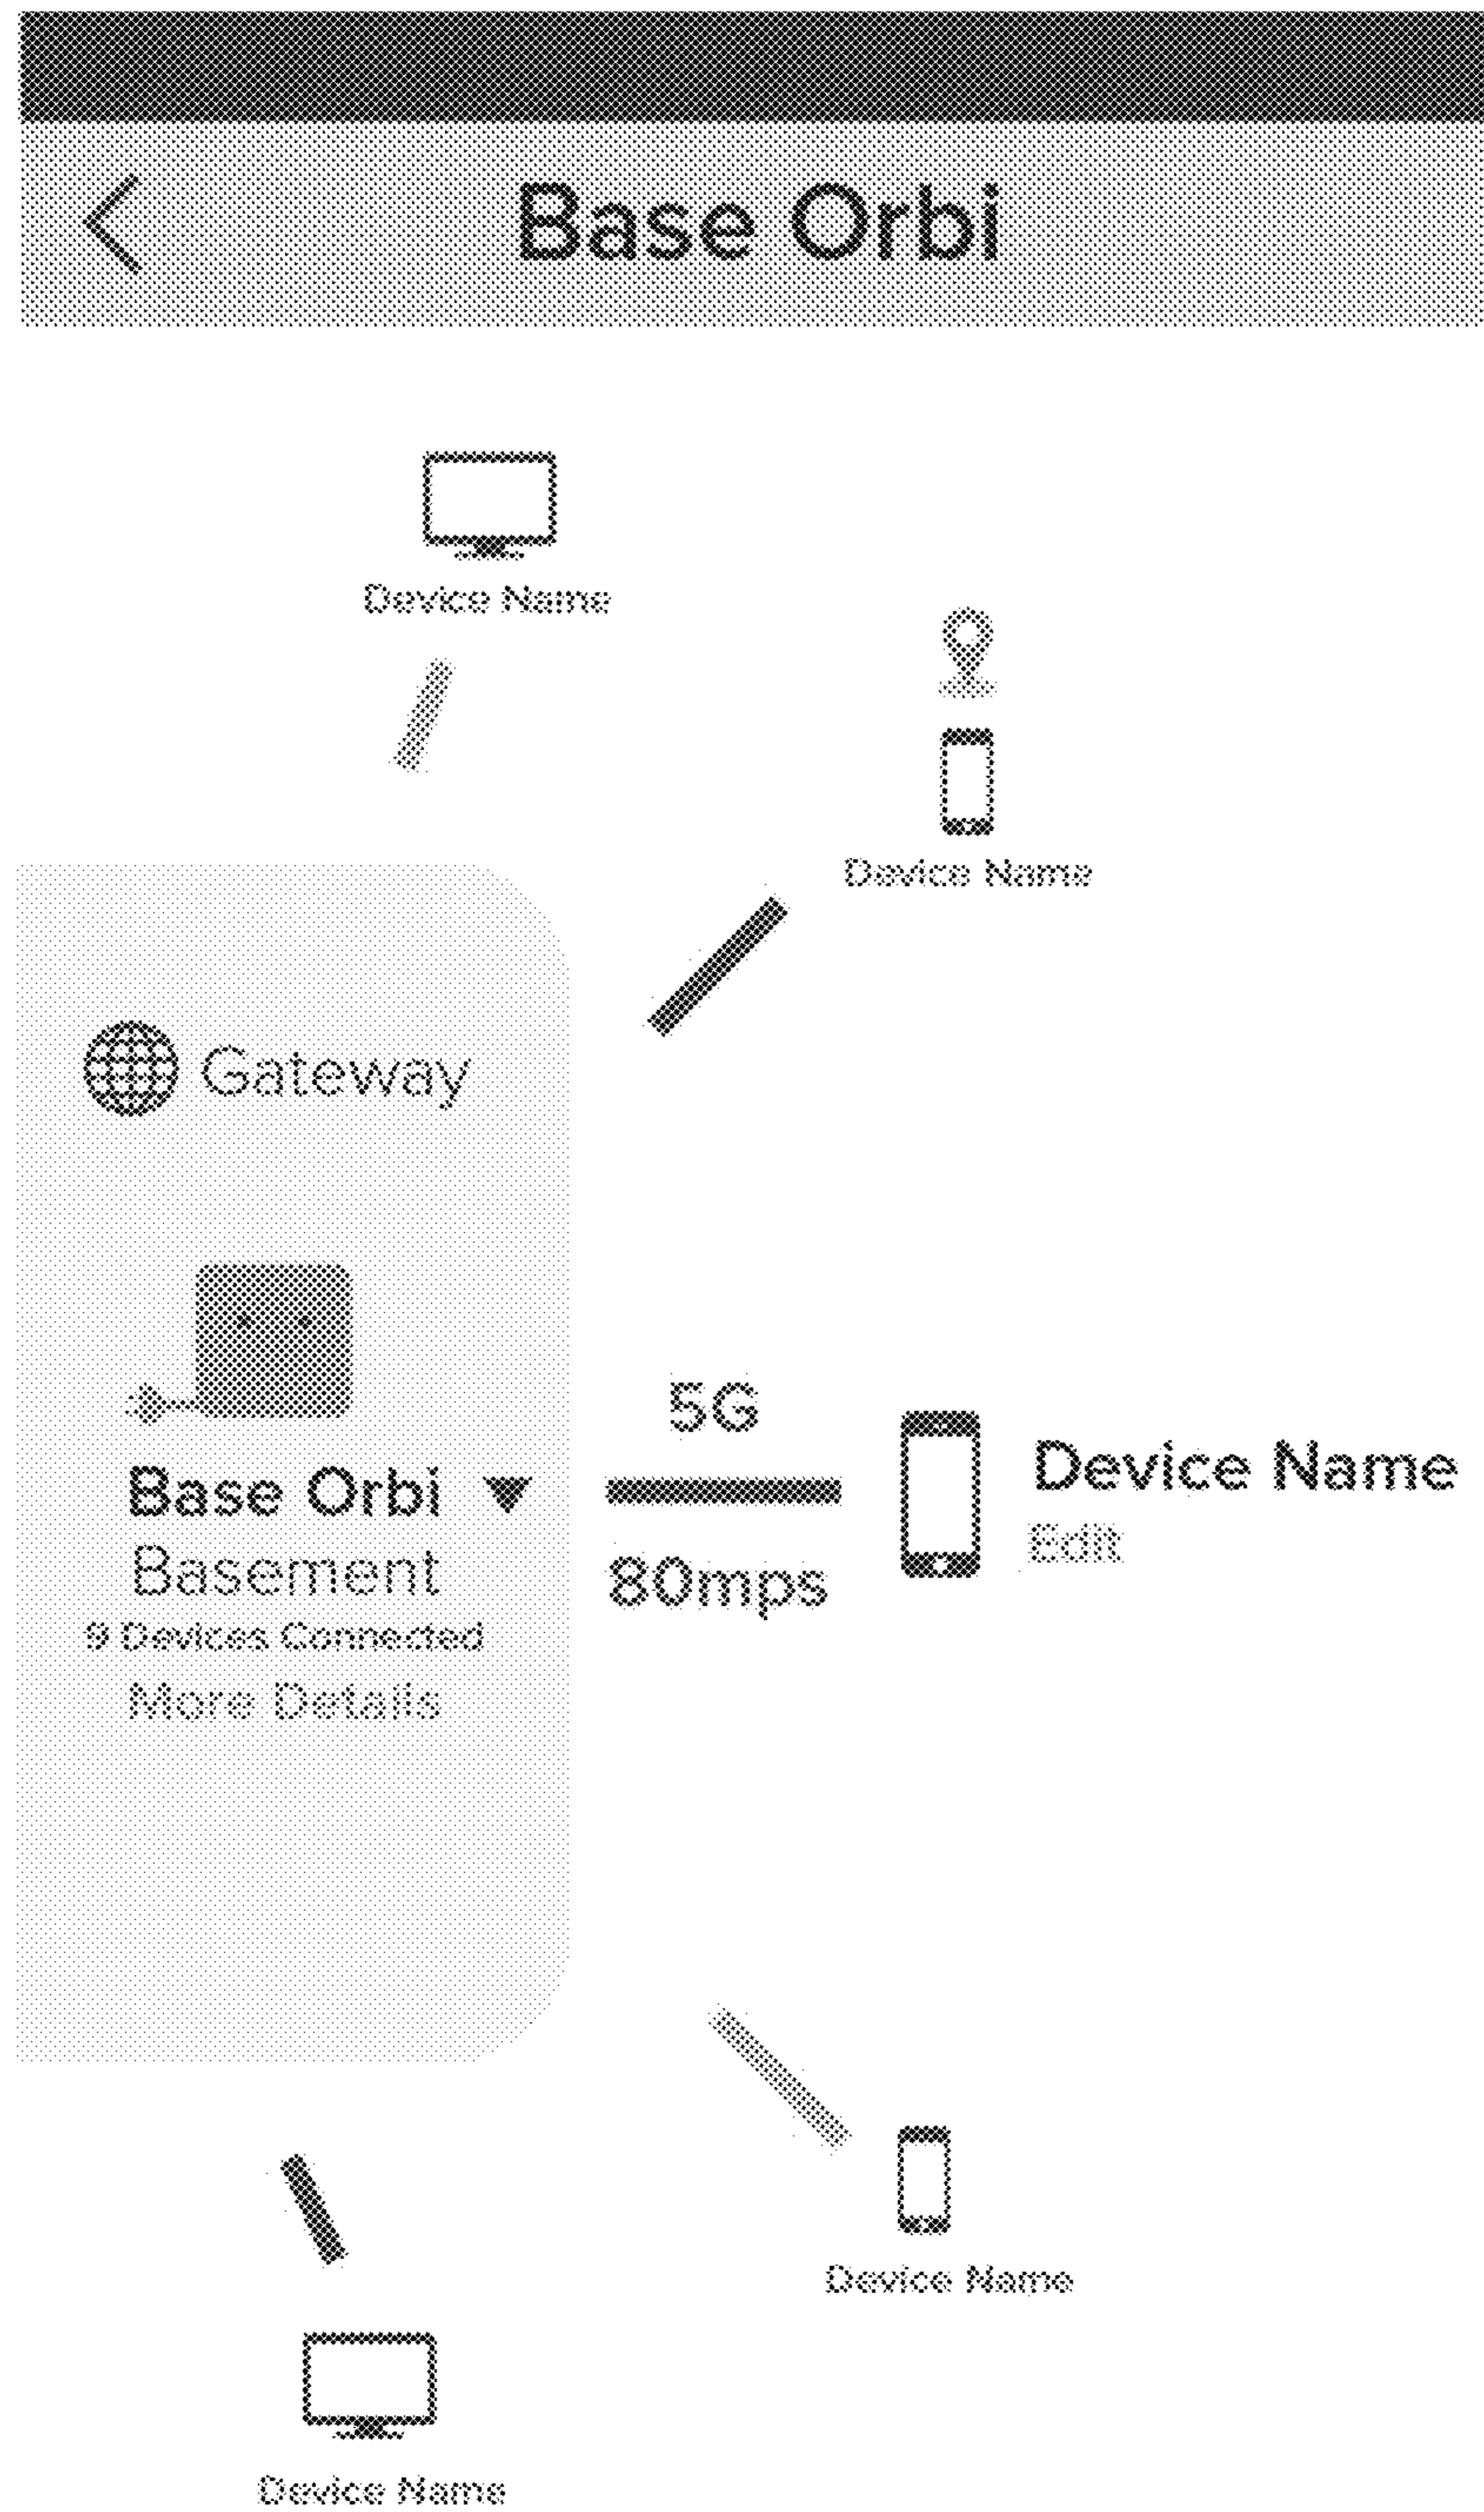 Base Orbi
Device Name
Device Name
Gateway
5G
Base Orbi
Device Name
Edit
Basement
80mps
9 Devices Connected
More Details
Device Name
Device Name